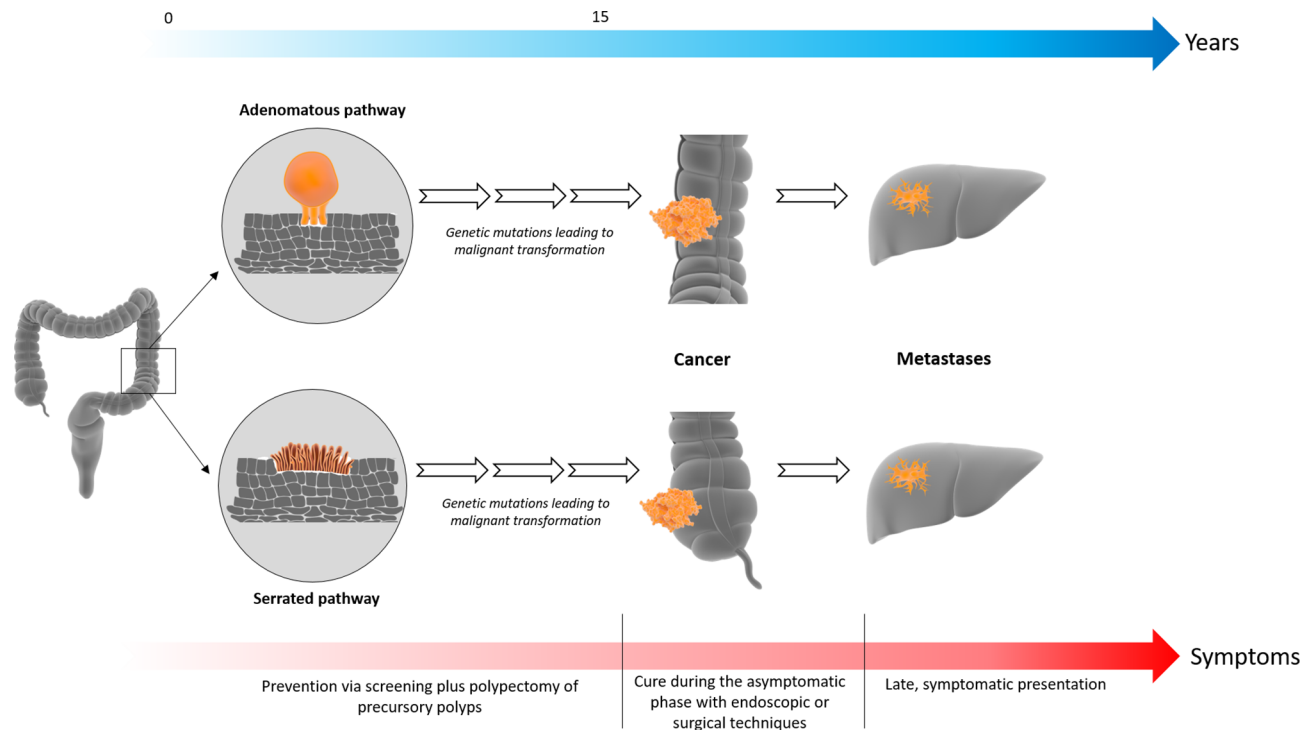 0
15
Years
Adenomatous pathway
Genetic mutations leading to
malignant transformation
Cancer
Metastases
Genetic mutations leading to
malignant transformation
Serrated pathway
Symptoms
Prevention via screening plus polypectomy of
precursory polyps
Cure during the asymptomatic
phase with endoscopic or
surgical techniques
Late, symptomatic presentation